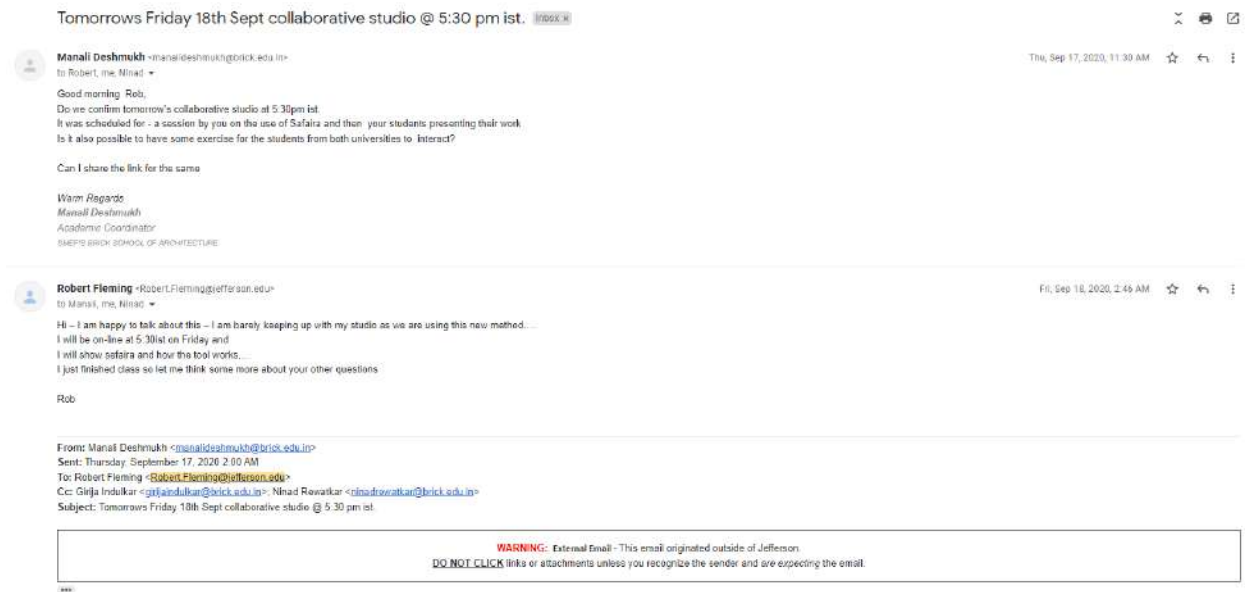 Tomorrows Friday 18th Sept collaborative studio @ 5:30 pm ist. Inbox x
Manali Deshmukh <manalideshmukh@brick.edu.in> Thu, Sep 17, 2020, 11:30 AM
to Robert, me, Ninad
Good morning Rob,
Do we confirm tomorrow's collaborative studio at 5:30pm ist.
It was scheduled for - a session by you on the use of Safaira and then your students presenting their work
Is it also possible to have some exercise for the students from both universities to interact?
Can I share the link for the same
Warm Regards
Manali Deshmukh
Academic Coordinator
SMEF'S BRICK SCHOOL OF ARCHITECTURE
Robert Fleming <Robert.Fleming@jefferson.edu> Fri, Sep 18, 2020, 2:46 AM
to Manali, me, Ninad
Hi – I am happy to talk about this – I am barely keeping up with my studio as we are using this new method....
I will be on-line at 5:30ist on Friday and
I will show safaira and how the tool works....
I just finished class so let me think some more about your other questions
Rob
From: Manali Deshmukh <manalideshmukh@brick.edu.in>
Sent: Thursday, September 17, 2020 2:00 AM
To: Robert Fleming <Robert.Fleming@jefferson.edu>
Cc: Girija Indulkar <girijaindulkar@brick.edu.in>; Ninad Rewatkar <ninadrewatkar@brick.edu.in>
Subject: Tomorrows Friday 18th Sept collaborative studio @ 5:30 pm ist.
WARNING: External Email - This email originated outside of Jefferson.
DO NOT CLICK links or attachments unless you recognize the sender and are expecting the email.